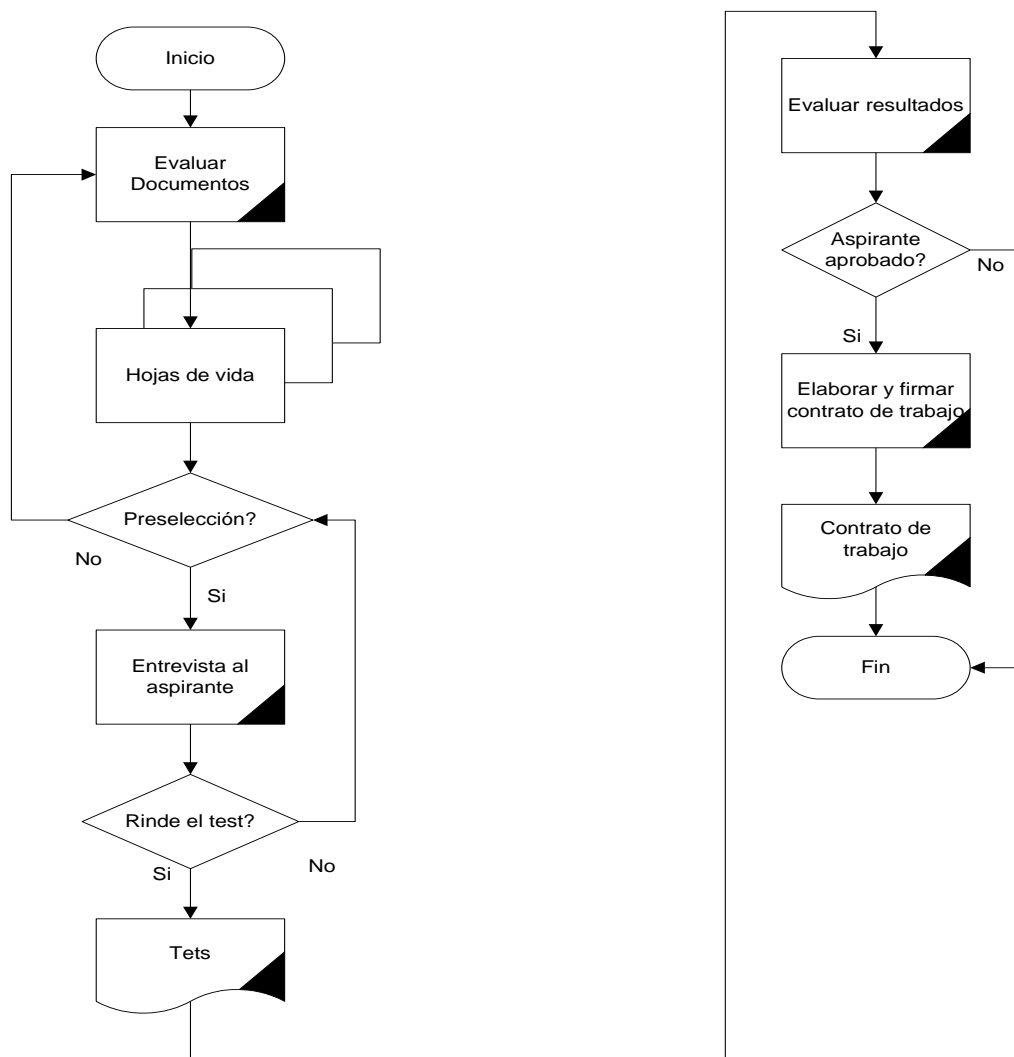 Inicio
Evaluar
Documentos
Hojas de vida
Preselección?
No
Si
Entrevista al
aspirante
Rinde el test?
Si
No
Tets
Evaluar resultados
Aspirante
aprobado?
No
Si
Elaborar y firmar
contrato de trabajo
Contrato de
trabajo
Fin